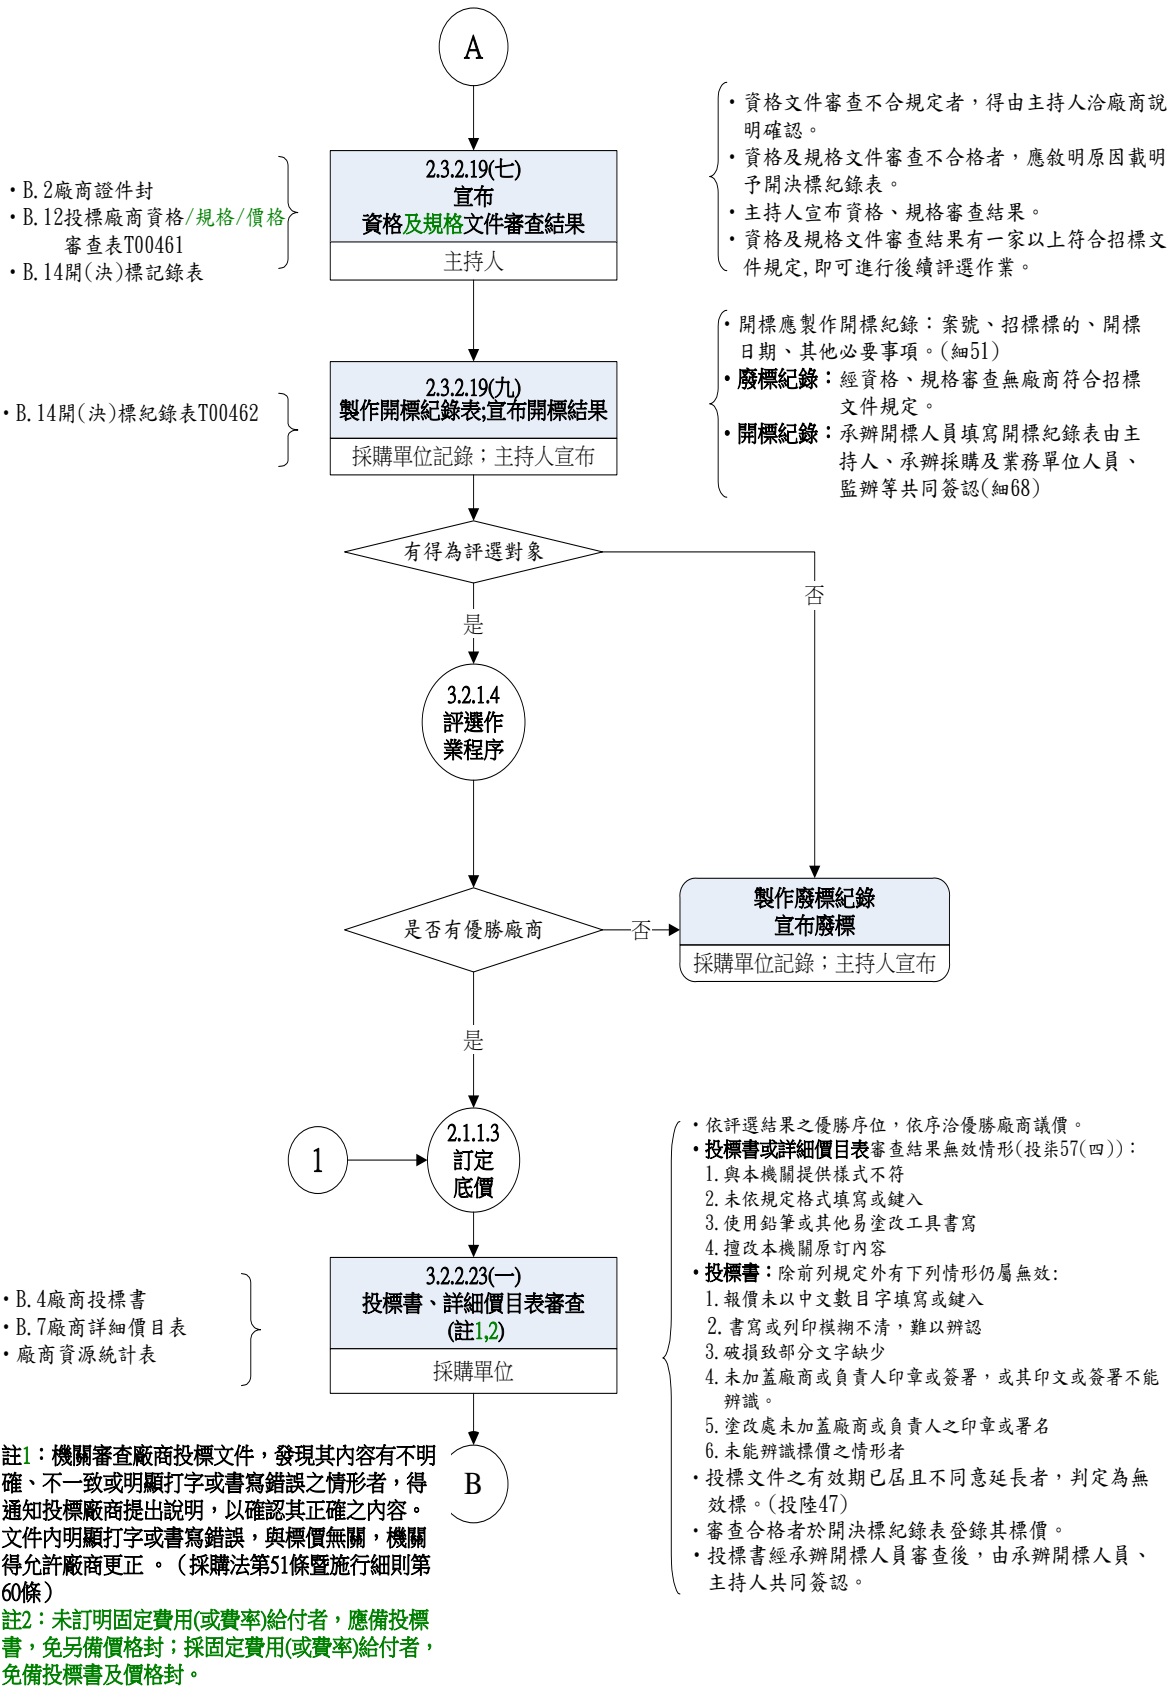 A
・資格文件審查不合規定者，得由主持人洽廠商說
明確認。
・資格及規格文件審查不合格者，應敘明原因載明
予開決標紀錄表。
・主持人宣布資格、規格審查結果。
・資格及規格文件審查結果有一家以上符合招標文
件規定,即可進行後續評選作業。
・B.2廠商證件封
・B.12投標廠商資格/規格/價格
審查表T00461
・B.14開(決)標記錄表
2.3.2.19(七)
宣布
資格及規格文件審查結果
主持人
・開標應製作開標紀錄：案號、招標標的、開標
日期、其他必要事項。(細51)
・廢標紀錄：經資格、規格審查無廠商符合招標
文件規定。
・開標紀錄：承辦開標人員填寫開標紀錄表由主
持人、承辦採購及業務單位人員、
監辦等共同簽認(細68)
・B.14開(決)標紀錄表T00462
2.3.2.19(九)
製作開標紀錄表;宣布開標結果
採購單位記錄；主持人宣布
有得為評選對象
否
是
3.2.1.4
評選作
業程序
是否有優勝廠商
否
製作廢標紀錄
宣布廢標
採購單位記錄；主持人宣布
是
1
2.1.1.3
訂定
底價
・依評選結果之優勝序位，依序洽優勝廠商議價。
・投標書或詳細價目表審查結果無效情形(投柒57(四))：
1.與本機關提供樣式不符
2.未依規定格式填寫或鍵入
3.使用鉛筆或其他易塗改工具書寫
4.擅改本機關原訂內容
・投標書：除前列規定外有下列情形仍屬無效:
1.報價未以中文數目字填寫或鍵入
2.書寫或列印模糊不清，難以辨認
3.破損致部分文字缺少
4.未加蓋廠商或負責人印章或簽署，或其印文或簽署不能
辨識。
5.塗改處未加蓋廠商或負責人之印章或署名
6.未能辨識標價之情形者
・投標文件之有效期已屆且不同意延長者，判定為無
效標。(投陸47)
・審查合格者於開決標紀錄表登錄其標價。
・投標書經承辦開標人員審查後，由承辦開標人員、
主持人共同簽認。
・B.4廠商投標書
・B.7廠商詳細價目表
・廠商資源統計表
3.2.2.23(一)
投標書、詳細價目表審查
(註1,2)
採購單位
B
註1：機關審查廠商投標文件，發現其內容有不明
確、不一致或明顯打字或書寫錯誤之情形者，得
通知投標廠商提出說明，以確認其正確之內容。
文件內明顯打字或書寫錯誤，與標價無關，機關
得允許廠商更正 。（採購法第51條暨施行細則第
60條）
註2：未訂明固定費用(或費率)給付者，應備投標
書，免另備價格封；採固定費用(或費率)給付者，
免備投標書及價格封。